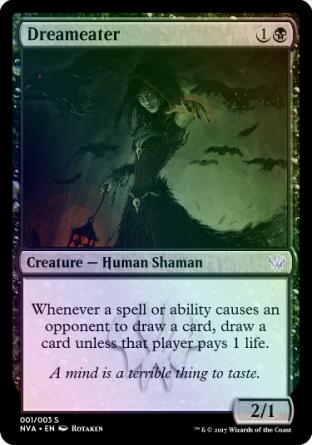 Dreameater 1
Creature — Human Shaman
Whenever a spell or ability causes an
opponent to draw a card, draw a
card unless that player pays 1 life.
A mind is a terrible thing to taste.
2/1
001/003 S
NVA • EN Rotaken
™ & © 2017 Wizards of the Coast